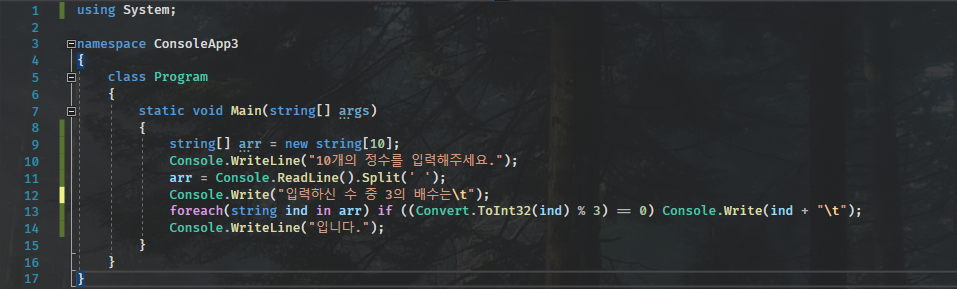 1 using System;
2
3 namespace ConsoleApp3
4 {
5 class Program
6 {
7 static void Main(string[] args)
8 {
9 string[] arr = new string[10];
10 Console.WriteLine("10개의 정수를 입력해주세요.");
11 arr = Console.ReadLine().Split(' ');
12 Console.Write("입력하신 수 중 3의 배수는\t");
13 foreach(string ind in arr) if ((Convert.ToInt32(ind) % 3) == 0) Console.Write(ind + "\t");
14 Console.WriteLine("입니다.");
15 }
16 }
17 }